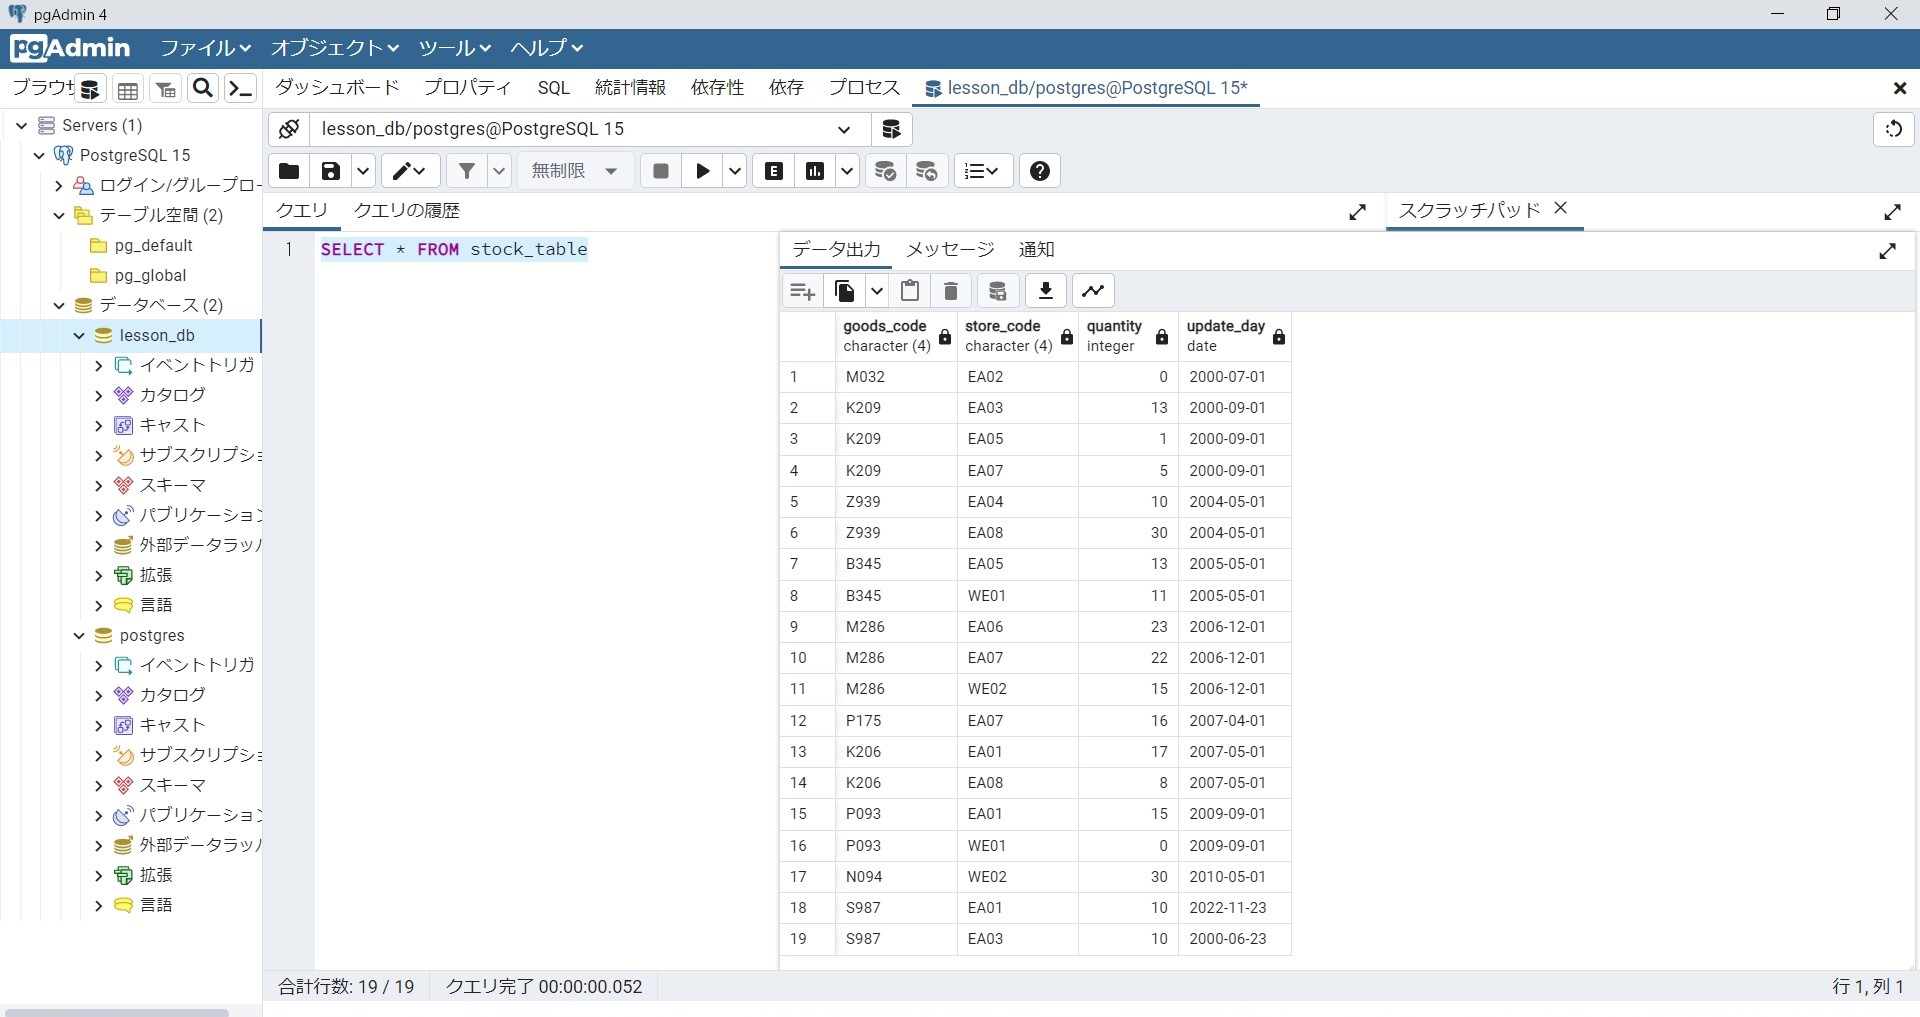 pgAdmin 4
pgAdmin ファイル オブジェクト ツール ヘルプ
ブラウザ
ダッシュボード プロパティ SQL 統計情報 依存性 依存 プロセス lesson_db/postgres@PostgreSQL 15*
lesson_db/postgres@PostgreSQL 15
無制限
クエリ クエリの履歴
スクラッチパッド
Servers (1)
PostgreSQL 15
ログイン/グループロー
テーブル空間 (2)
pg_default
pg_global
データベース (2)
lesson_db
イベントトリガ
カタログ
キャスト
サブスクリプショ
スキーマ
パブリケーション
外部データラッパ
拡張
言語
postgres
イベントトリガ
カタログ
キャスト
サブスクリプショ
スキーマ
パブリケーション
外部データラッパ
拡張
言語
1 SELECT * FROM stock_table
データ出力 メッセージ 通知
goods_code store_code quantity update_day
character (4) character (4) integer date
1 M032 EA02 0 2000-07-01
2 K209 EA03 13 2000-09-01
3 K209 EA05 1 2000-09-01
4 K209 EA07 5 2000-09-01
5 Z939 EA04 10 2004-05-01
6 Z939 EA08 30 2004-05-01
7 B345 EA05 13 2005-05-01
8 B345 WE01 11 2005-05-01
9 M286 EA06 23 2006-12-01
10 M286 EA07 22 2006-12-01
11 M286 WE02 15 2006-12-01
12 P175 EA07 16 2007-04-01
13 K206 EA01 17 2007-05-01
14 K206 EA08 8 2007-05-01
15 P093 EA01 15 2009-09-01
16 P093 WE01 0 2009-09-01
17 N094 WE02 30 2010-05-01
18 S987 EA01 10 2022-11-23
19 S987 EA03 10 2000-06-23
合計行数: 19 / 19 クエリ完了 00:00:00.052
行 1, 列 1